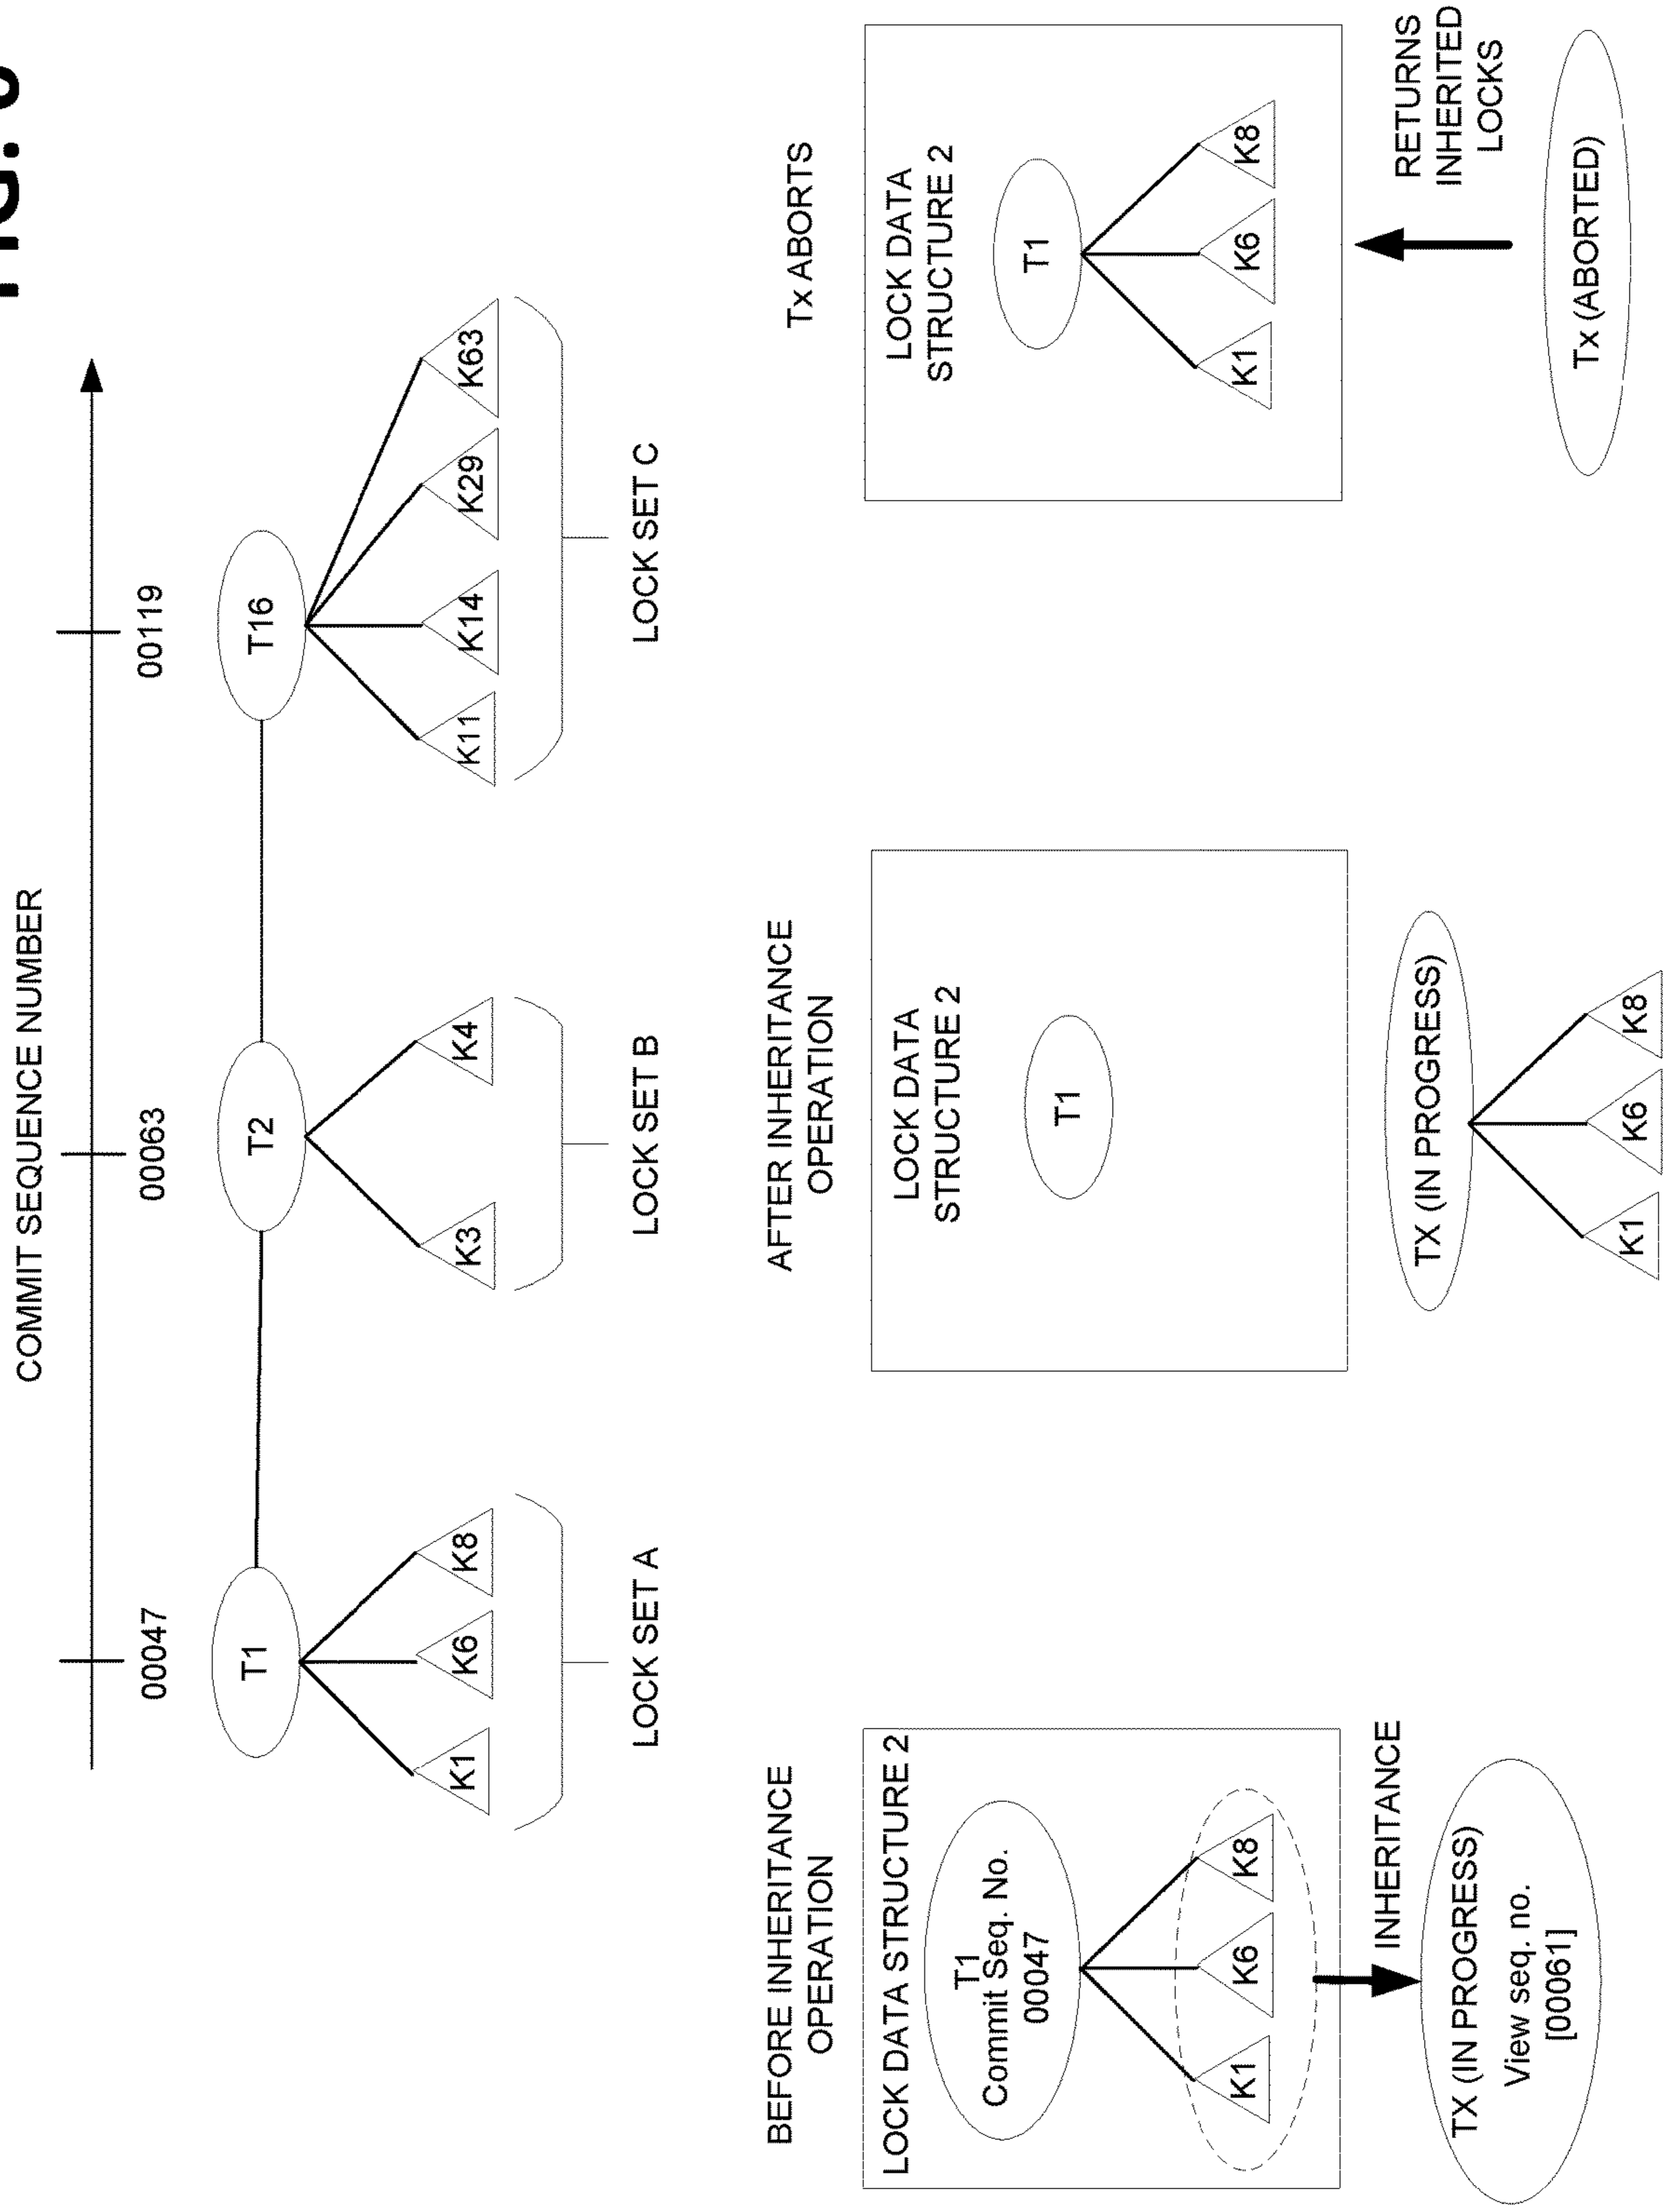 FIG.
COMMIT SEQUENCE NUMBER
00047
00063
00119
T1
T2
T16
K1
K6
K8
K3
K4
K11
K14
K29
K63
LOCK SET A
LOCK SET B
LOCK SET C
BEFORE INHERITANCE
OPERATION
LOCK DATA STRUCTURE 2
T1
Commit Seq. No.
00047
K1
K6
K8
INHERITANCE
TX (IN PROGRESS)
View seq. no.
[00061]
AFTER INHERITANCE
OPERATION
LOCK DATA
STRUCTURE 2
T1
TX (IN PROGRESS)
K1
K6
K8
Tx ABORTS
LOCK DATA
STRUCTURE 2
T1
K1
K6
K8
RETURNS
INHERITED
LOCKS
Tx (ABORTED)